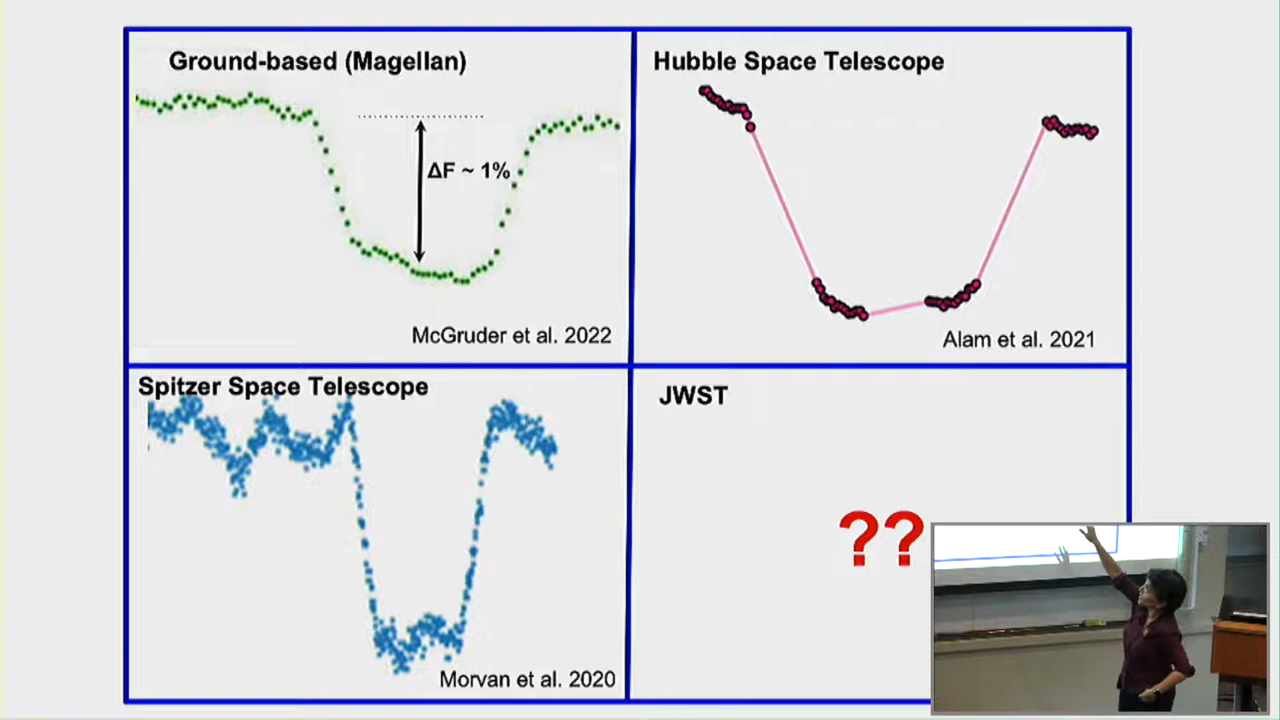 Ground-based (Magellan)
ΔF ~ 1%
McGruder et al. 2022
Hubble Space Telescope
Alam et al. 2021
Spitzer Space Telescope
Morvan et al. 2020
JWST
??